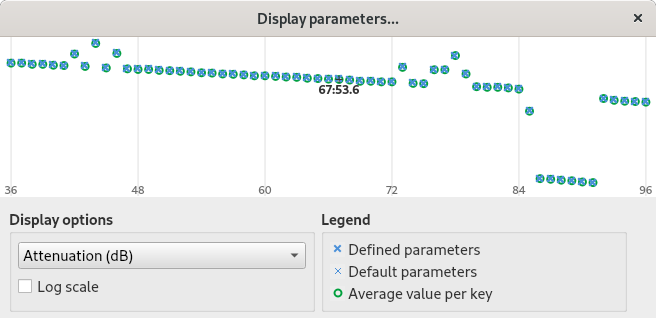 Display parameters...
×
67:53.6
36 48 60 72 84 96
Display options Legend
Attenuation (dB)
Log scale
Defined parameters
Default parameters
Average value per key